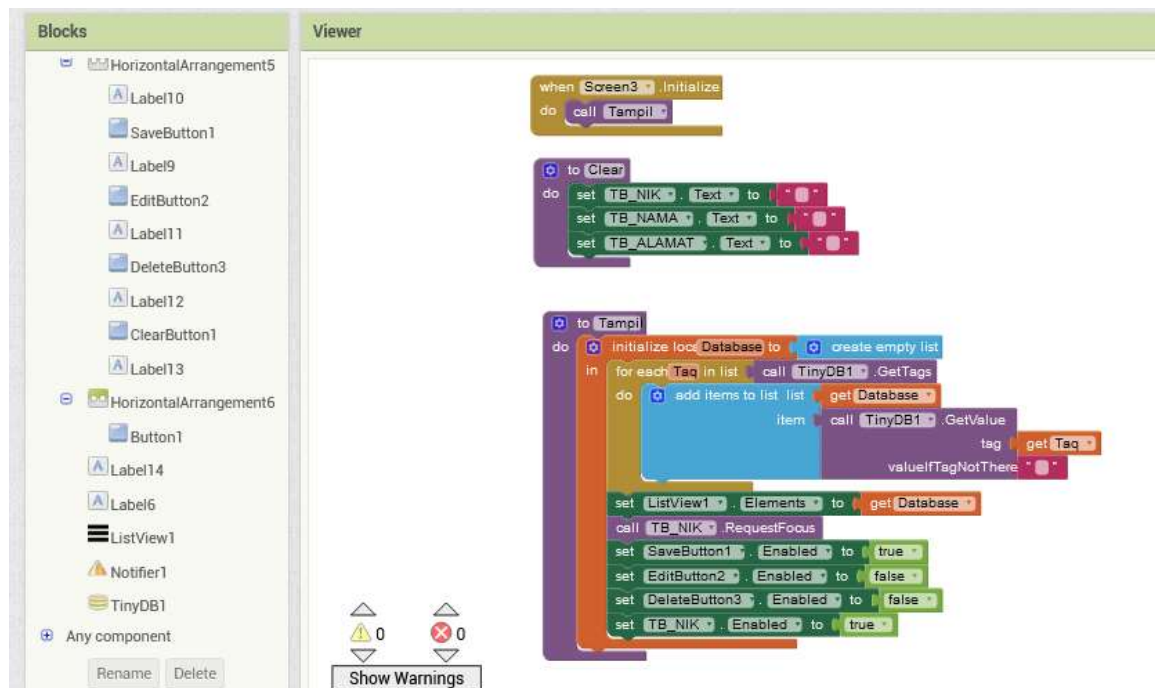 Blocks
HorizontalArrangement5
Label10
SaveButton1
Label9
EditButton2
Label11
DeleteButton3
Label12
ClearButton1
Label13
HorizontalArrangement6
Button1
Label14
Label6
ListView1
Notifier1
TinyDB1
Any component
Rename Delete
Viewer
when Screen3 .Initialize
do call Tampil
to Clear
do set TB_NIK . Text to " "
set TB_NAMA . Text to " "
set TB_ALAMAT . Text to " "
to Tampil
do initialize loca Database to create empty list
in for each Tag in list call TinyDB1 .GetTags
do add items to list list get Database
item call TinyDB1 .GetValue
tag get Tag
valueIfTagNotThere " "
set ListView1 . Elements to get Database
call TB_NIK .RequestFocus
set SaveButton1 . Enabled to true
set EditButton2 . Enabled to false
set DeleteButton3 . Enabled to false
set TB_NIK . Enabled to true
0 0
Show Warnings